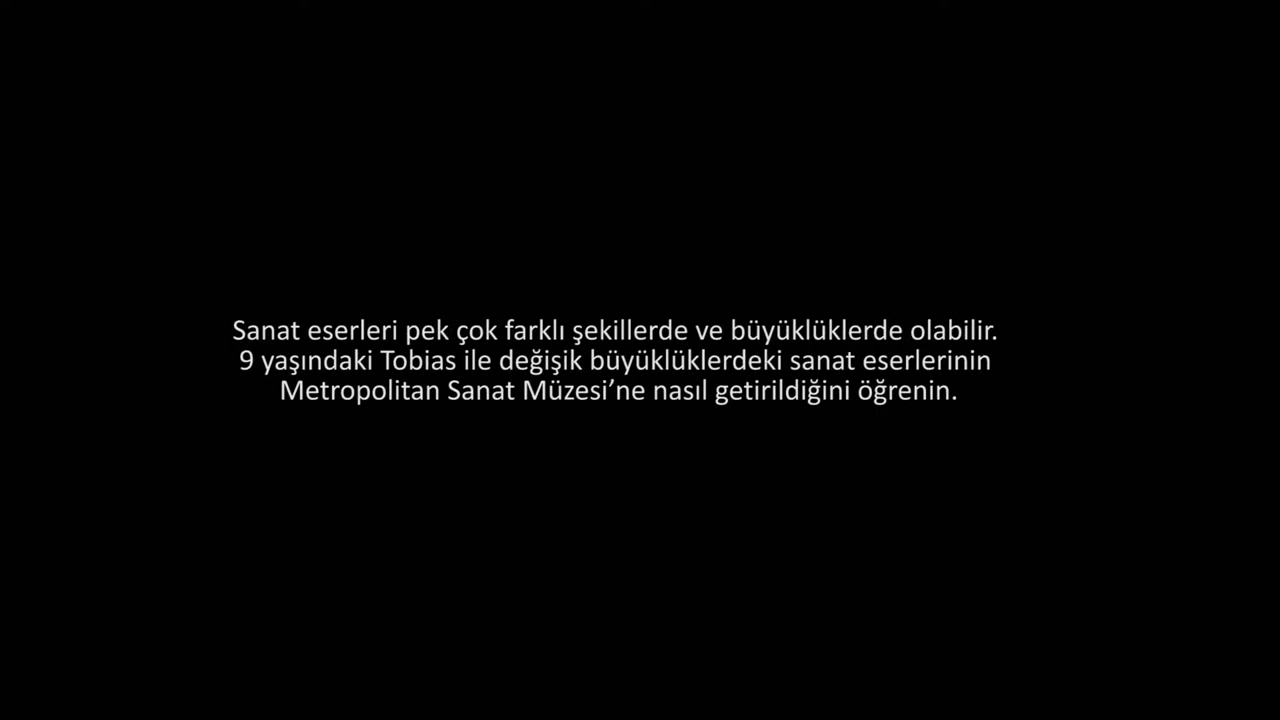 Sanat eserleri pek çok farklı şekillerde ve büyüklüklerde olabilir.
9 yaşındaki Tobias ile değişik büyüklüklerdeki sanat eserlerinin
Metropolitan Sanat Müzesi’ne nasıl getirildiğini öğrenin.